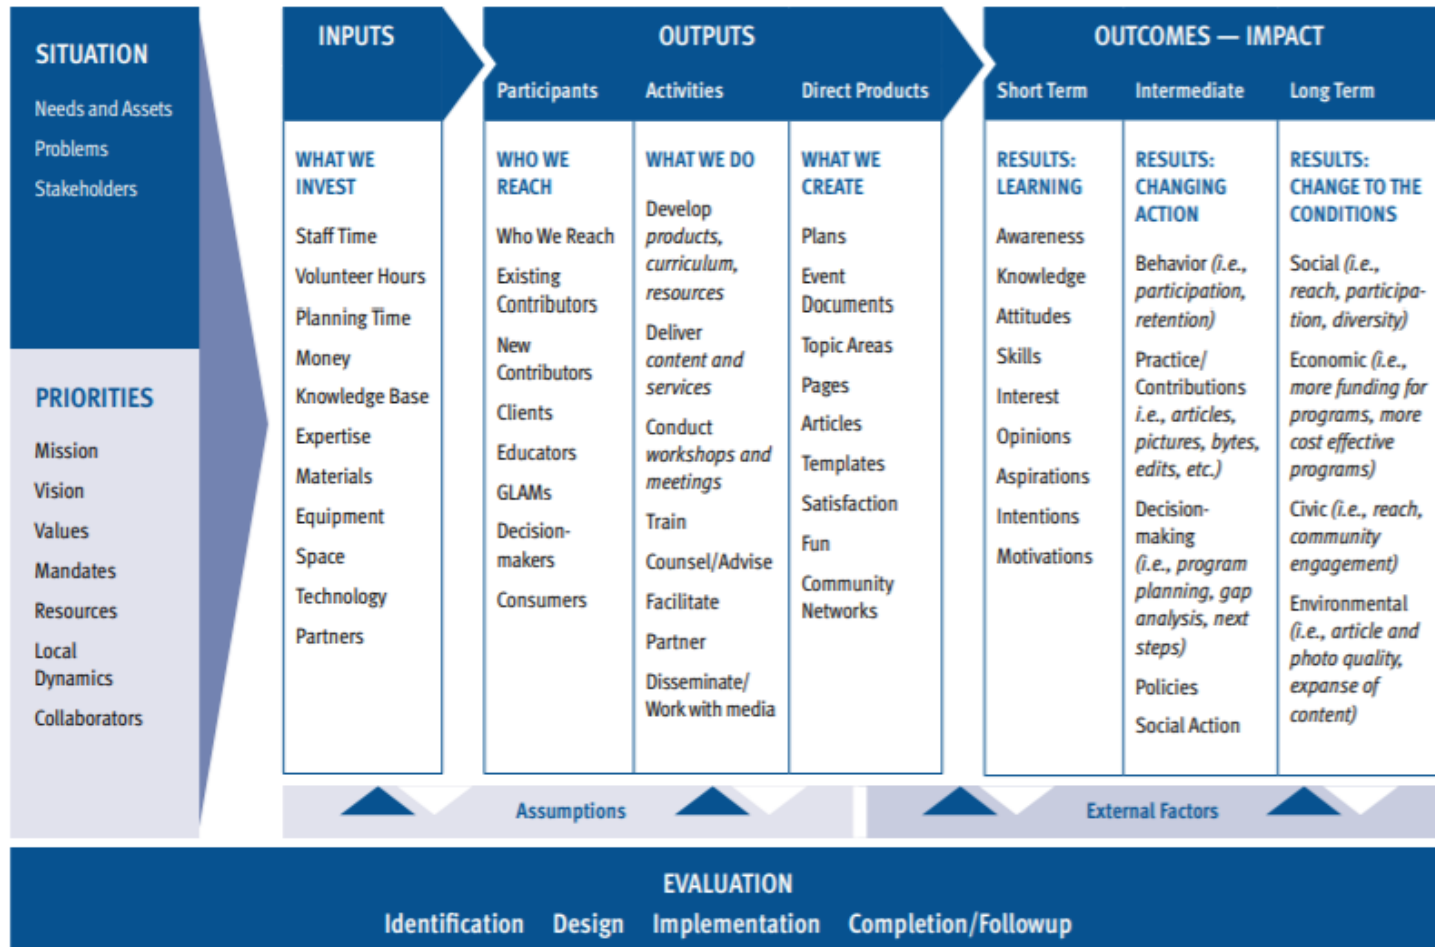 SITUATION
Needs and Assets
Problems
Stakeholders
PRIORITIES
Mission
Vision
Values
Mandates
Resources
Local
Dynamics
Collaborators
INPUTS
WHAT WE
INVEST
Staff Time
Volunteer Hours
Planning Time
Money
Knowledge Base
Expertise
Materials
Equipment
Space
Technology
Partners
OUTPUTS
Participants
WHO WE
REACH
Who We Reach
Existing
Contributors
New
Contributors
Clients
Educators
GLAMs
Decision-
makers
Consumers
Activities
WHAT WE DO
Develop
products,
curriculum,
resources
Deliver
content and
services
Conduct
workshops and
meetings
Train
Counsel/Advise
Facilitate
Partner
Disseminate/
Work with media
Direct Products
WHAT WE
CREATE
Plans
Event
Documents
Topic Areas
Pages
Articles
Templates
Satisfaction
Fun
Community
Networks
OUTCOMES — IMPACT
Short Term
RESULTS:
LEARNING
Awareness
Knowledge
Attitudes
Skills
Interest
Opinions
Aspirations
Intentions
Motivations
Intermediate
RESULTS:
CHANGING
ACTION
Behavior (i.e.,
participation,
retention)
Practice/
Contributions
i.e., articles,
pictures, bytes,
edits, etc.)
Decision-
making
(i.e., program
planning, gap
analysis, next
steps)
Policies
Social Action
Long Term
RESULTS:
CHANGE TO THE
CONDITIONS
Social (i.e.,
reach, participa-
tion, diversity)
Economic (i.e.,
more funding for
programs, more
cost effective
programs)
Civic (i.e., reach,
community
engagement)
Environmental
(i.e., article and
photo quality,
expanse of
content)
Assumptions
External Factors
EVALUATION
Identification Design Implementation Completion/Followup